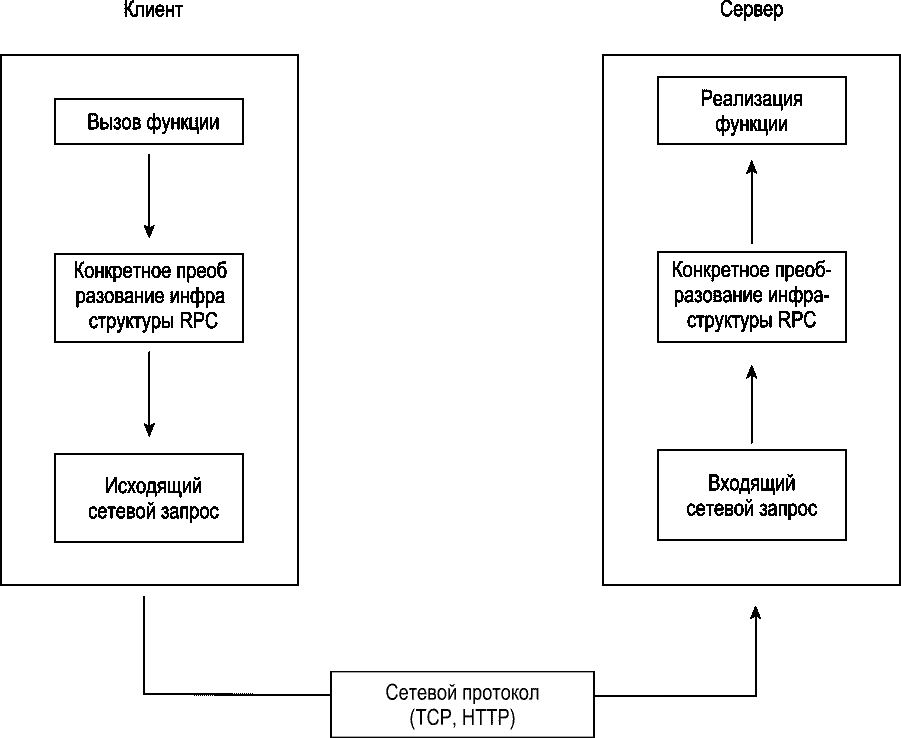 Клиент
Вызов функции
Конкретное преоб
разование инфра
структуры RPC
Исходящий
сетевой запрос
Сервер
Реализация
функции
Конкретное преоб-
разование инфра-
структуры RPC
Входящий
сетевой запрос
Сетевой протокол
(TCP, HTTP)